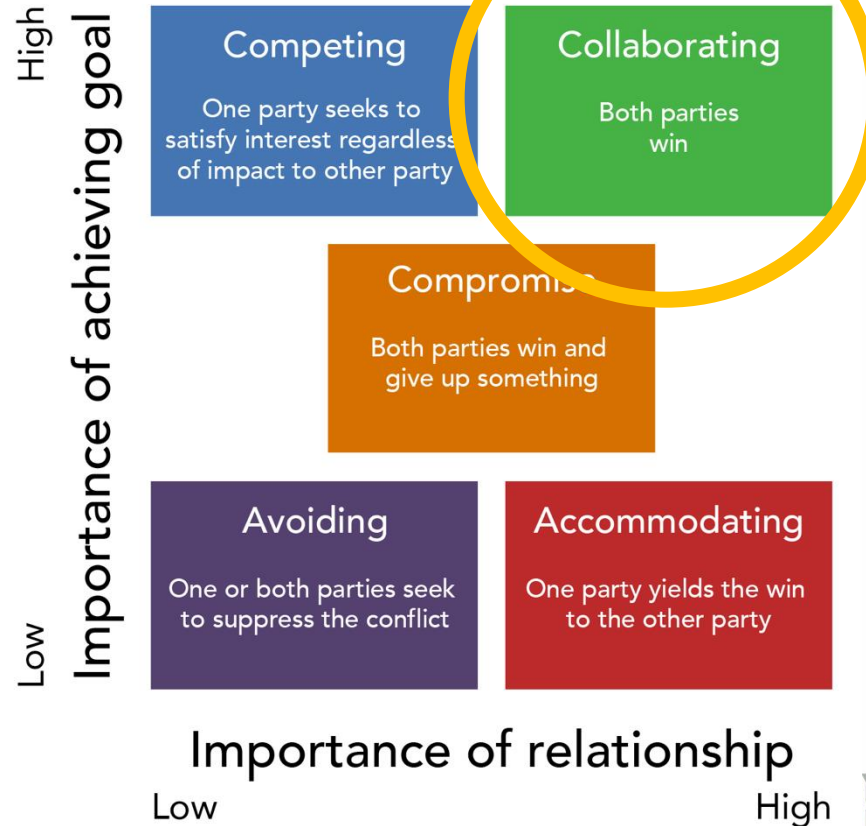 High
Importance of achieving goal
Low
Competing
One party seeks to
satisfy interest regardless
of impact to other party
Collaborating
Both parties
win
Compromise
Both parties win and
give up something
Avoiding
One or both parties seek
to suppress the conflict
Accommodating
One party yields the win
to the other party
Importance of relationship
Low
High